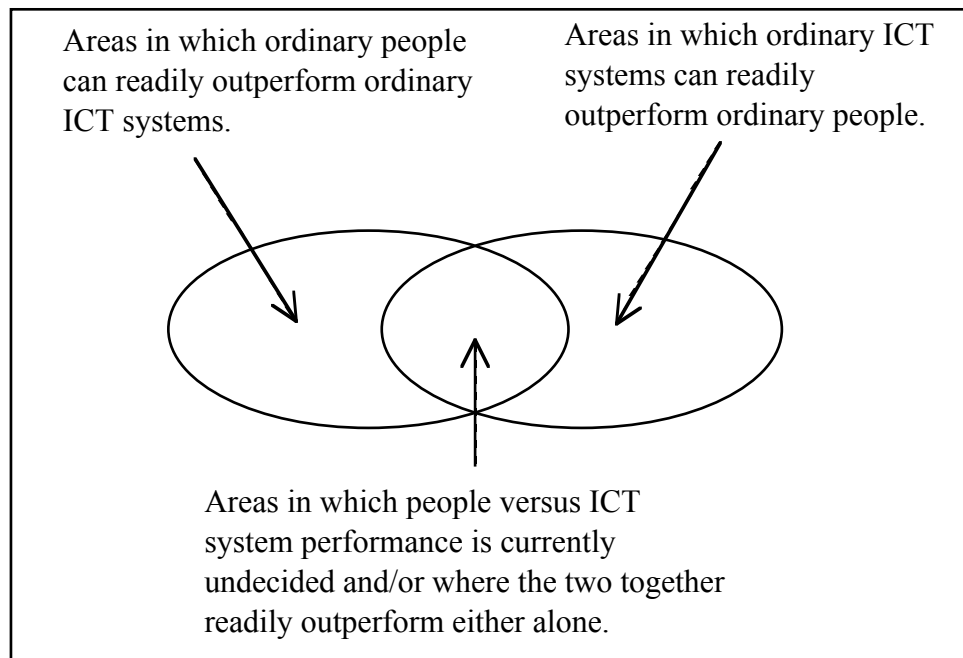 Areas in which ordinary people
can readily outperform ordinary
ICT systems.
Areas in which ordinary ICT
systems can readily
outperform ordinary people.
Areas in which people versus ICT
system performance is currently
undecided and/or where the two together
readily outperform either alone.